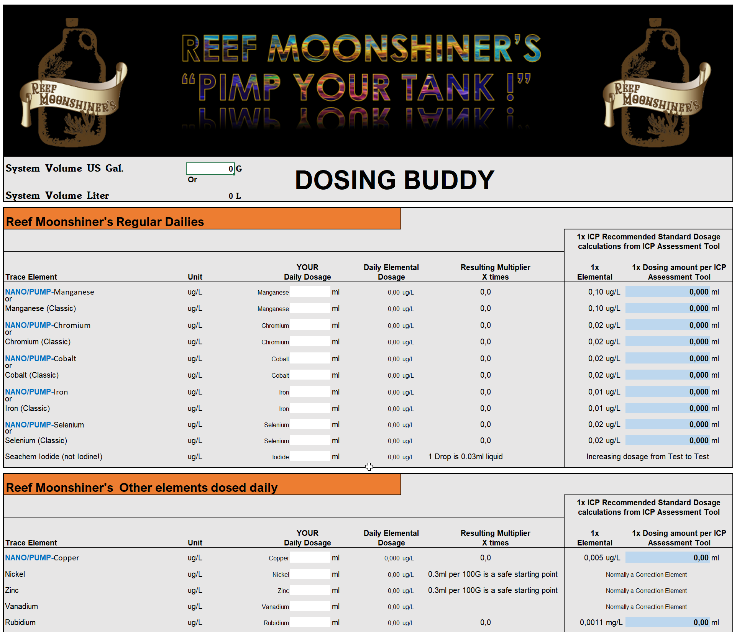 REEF MOONSHINER'S
"PIMP YOUR TANK !"
REEF MOONSHINER'S
REEF MOONSHINER'S
System Volume US Gal. 0 G
Or
System Volume Liter 0 L
DOSING BUDDY
Reef Moonshiner's Regular Dailies
1x ICP Recommended Standard Dosage
calculations from ICP Assessment Tool
Trace Element Unit YOUR Daily Dosage Daily Elemental Dosage Resulting Multiplier X times 1x Elemental 1x Dosing amount per ICP Assessment Tool
NANO/PUMP-Manganese ug/L Manganese ml 0,00 ug/L 0,0 0,10 ug/L 0,000 ml
or
Manganese (Classic) ug/L Manganese ml 0,00 ug/L 0,0 0,10 ug/L 0,000 ml
NANO/PUMP-Chromium ug/L Chromium ml 0,00 ug/L 0,0 0,02 ug/L 0,000 ml
or
Chromium (Classic) ug/L Chromium ml 0,00 ug/L 0,0 0,02 ug/L 0,000 ml
NANO/PUMP-Cobalt ug/L Cobalt ml 0,00 ug/L 0,0 0,02 ug/L 0,000 ml
or
Cobalt (Classic) ug/L Cobalt ml 0,00 ug/L 0,0 0,02 ug/L 0,000 ml
NANO/PUMP-Iron ug/L Iron ml 0,00 ug/L 0,0 0,01 ug/L 0,000 ml
or
Iron (Classic) ug/L Iron ml 0,00 ug/L 0,0 0,01 ug/L 0,000 ml
NANO/PUMP-Selenium ug/L Selenium ml 0,00 ug/L 0,0 0,02 ug/L 0,000 ml
or
Selenium (Classic) ug/L Selenium ml 0,00 ug/L 0,0 0,02 ug/L 0,000 ml
Seachem Iodide (not Iodine!) ug/L Iodide ml 0,00 ug/L 1 Drop is 0.03ml liquid Increasing dosage from Test to Test
Reef Moonshiner's Other elements dosed daily
1x ICP Recommended Standard Dosage
calculations from ICP Assessment Tool
Trace Element Unit YOUR Daily Dosage Daily Elemental Dosage Resulting Multiplier X times 1x Elemental 1x Dosing amount per ICP Assessment Tool
NANO/PUMP-Copper ug/L Copper ml 0,000 ug/L 0,0 0,005 ug/L 0,00 ml
Nickel ug/L Nickel ml 0,00 ug/L 0.3ml per 100G is a safe starting point Normally a Correction Element
Zinc ug/L Zinc ml 0,00 ug/L 0.3ml per 100G is a safe starting point Normally a Correction Element
Vanadium ug/L Vanadium ml 0,00 ug/L Normally a Correction Element
Rubidium ug/L Rubidium ml 0,00 ug/L 0,0 0,0011 mg/L 0,00 ml